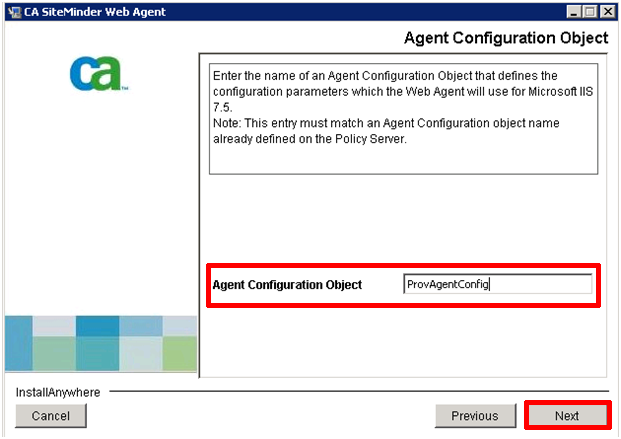 CA SiteMinder Web Agent
Agent Configuration Object
ca
Enter the name of an Agent Configuration Object that defines the
configuration parameters which the Web Agent will use for Microsoft IIS
7.5.
Note: This entry must match an Agent Configuration object name
already defined on the Policy Server.
Agent Configuration Object ProvAgentConfig
InstallAnywhere
Cancel Previous Next